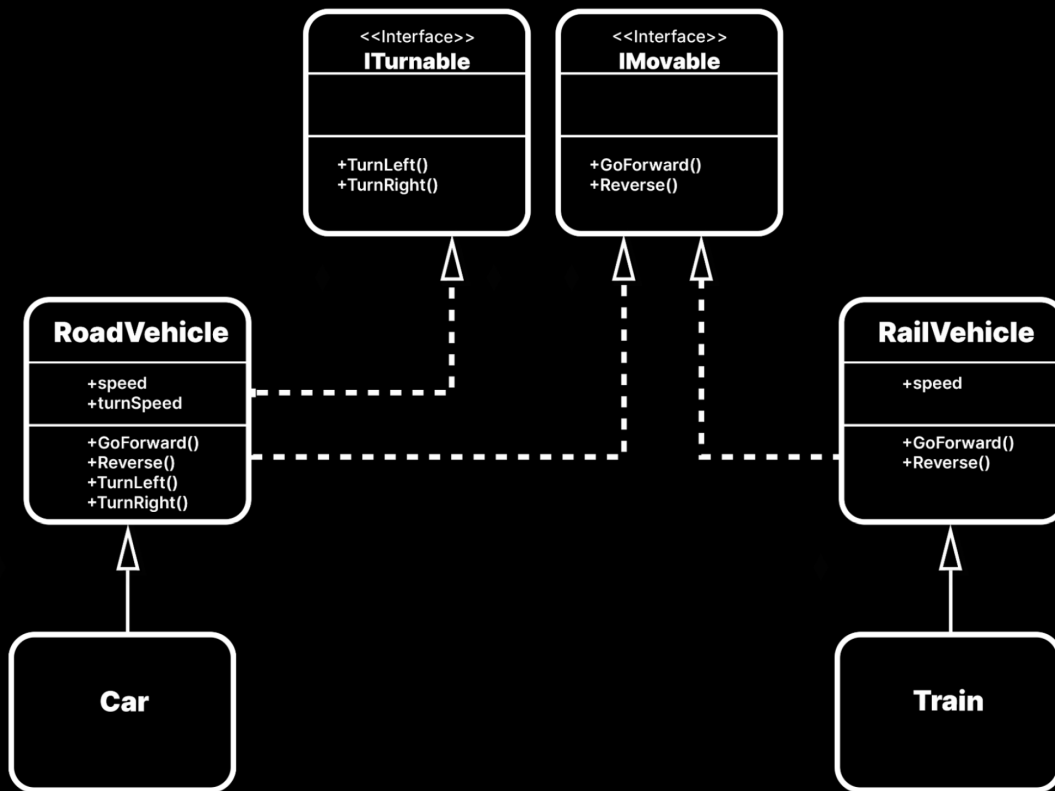 <<Interface>>
ITurnable
+TurnLeft()
+TurnRight()
<<Interface>>
IMovable
+GoForward()
+Reverse()
RoadVehicle
+speed
+turnSpeed
+GoForward()
+Reverse()
+TurnLeft()
+TurnRight()
RailVehicle
+speed
+GoForward()
+Reverse()
Car
Train